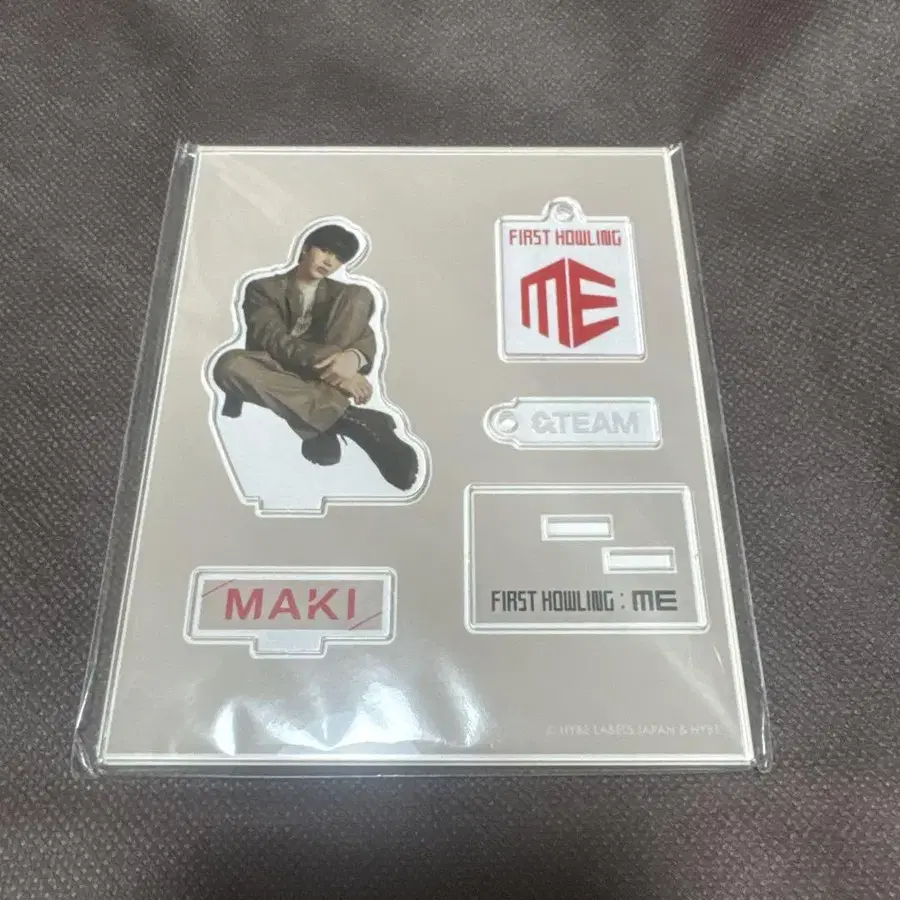 FIRST HOWLING
ME
&TEAM
MAKI
FIRST HOWLING : ME
© HYBE LABELS JAPAN & HYBE